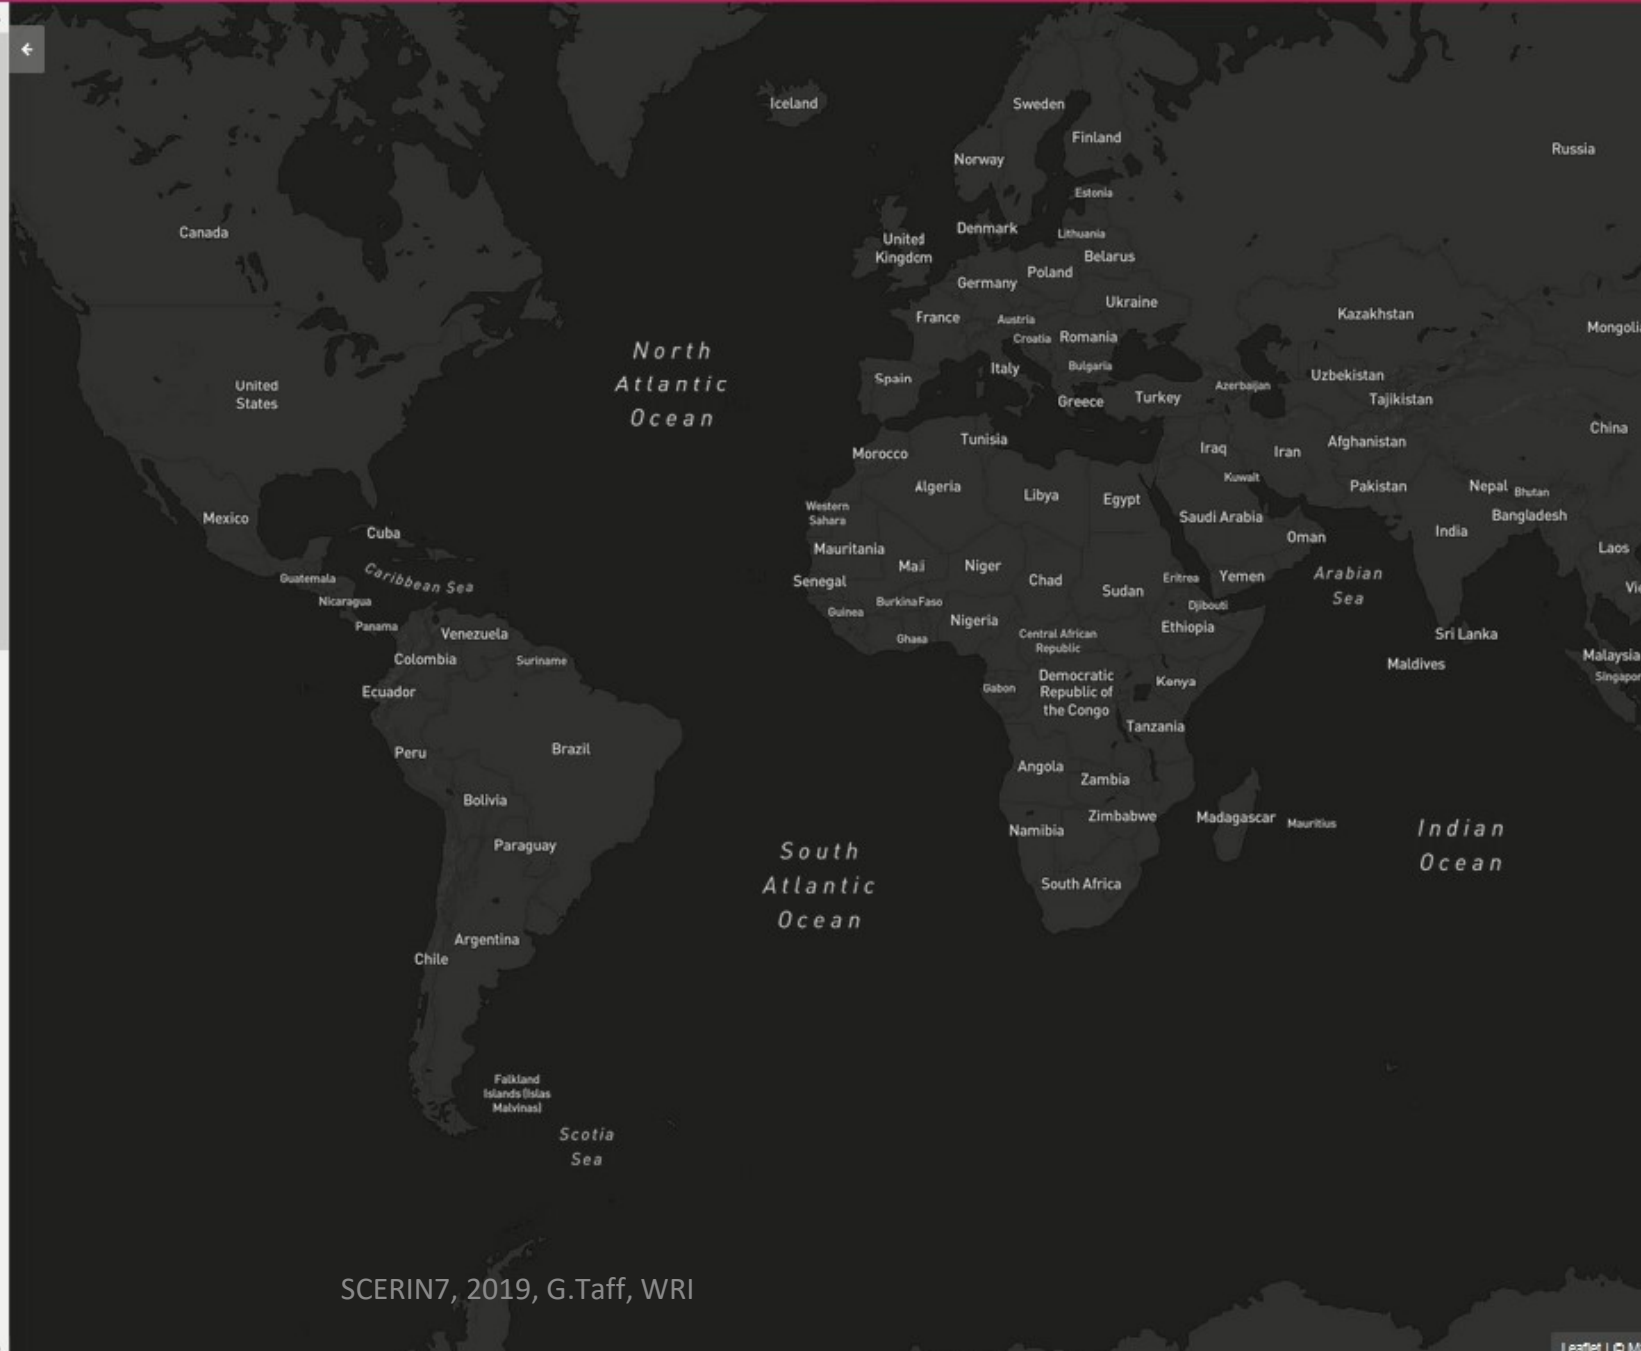 Iceland
Sweden
Finland
Russia
Norway
Estonia
Canada
Denmark
Lithuania
United
Kingdom
Belarus
Poland
Germany
Ukraine
Kazakhstan
France
Austria
Mongoli
Croatia
Romania
North
Atlantic
Ocean
Italy
Bulgaria
Spain
Uzbekistan
United
States
Azerbaijan
Turkey
Tajikistan
Greece
China
Tunisia
Afghanistan
Morocco
Iraq
Iran
Kuwait
Algeria
Pakistan
Nepal
Bhutan
Libya
Egypt
Western
Sahara
Saudi Arabia
Bangladesh
Mexico
India
Cuba
Oman
Mauritania
Laos
Mali
Niger
Caribbean Sea
Arabian
Sea
Guatemala
Senegal
Chad
Eritrea
Yemen
Sudan
Vi
Nicaragua
Burkina Faso
Djibouti
Guinea
Nigeria
Panama
Ethiopia
Venezuela
Ghana
Central African
Republic
Sri Lanka
Colombia
Suriname
Malaysia
Maldives
Singapor
Ecuador
Gabon
Democratic
Republic of
the Congo
Kenya
Tanzania
Peru
Brazil
Angola
Zambia
Bolivia
Zimbabwe
Madagascar
Mauritius
Namibia
Indian
Ocean
Paraguay
South
Atlantic
Ocean
South Africa
Argentina
Chile
Falkland
Islands (Islas
Malvinas)
Scotia
Sea
SCERIN7, 2019, G.Taff, WRI
Leaflet | © M